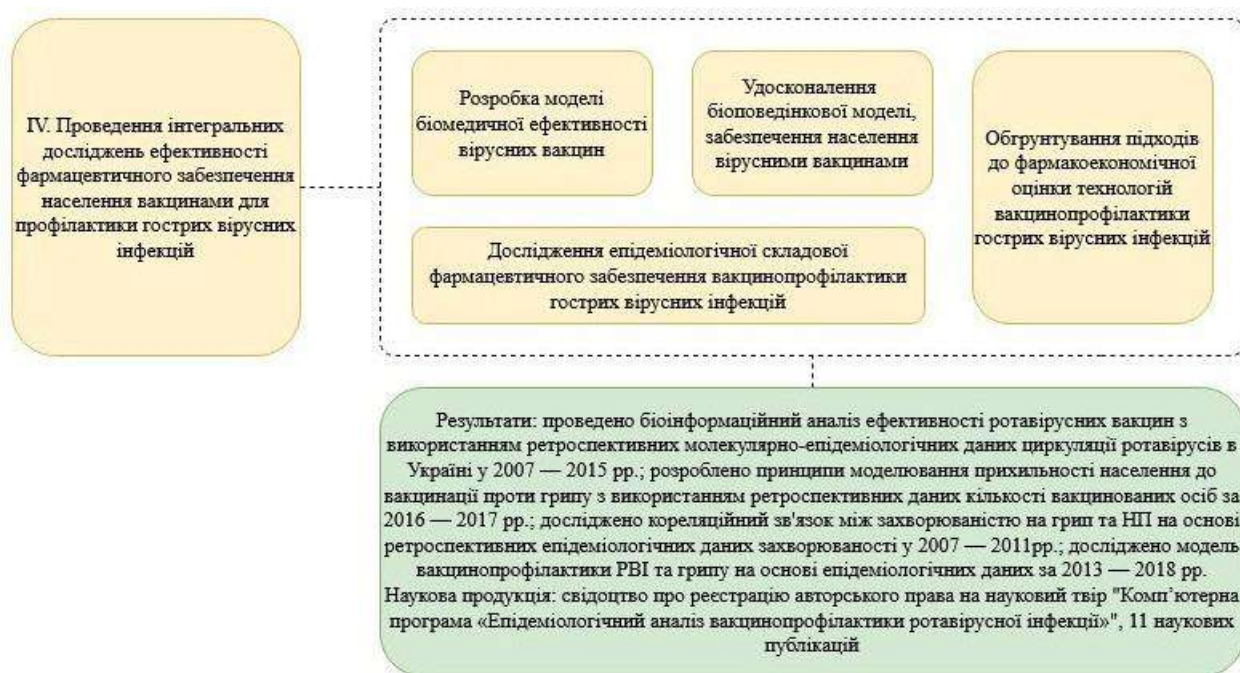 IV. Проведення інтегральних
досліджень ефективності
фармацевтичного забезпечення
населення вакцинами для
профілактики гострих вірусних
інфекцій
Розробка моделі
біомедичної ефективності
вірусних вакцин
Удосконалення
біоповедінкової моделі,
забезпечення населення
вірусними вакцинами
Обгрунтування підходів
до фармакоекономічної
оцінки технологій
вакцинопрофілактики
гострих вірусних інфекцій
Дослідження епідеміологічної складової
фармацевтичного забезпечення вакцинопрофілактики
гострих вірусних інфекцій
Результати: проведено біоінформаційний аналіз ефективності ротавірусних вакцин з
використанням ретроспективних молекулярно-епідеміологічних даних циркуляції ротавірусів в
Україні у 2007 — 2015 рр.; розроблено принципи моделювання прихильності населення до
вакцинації проти грипу з використанням ретроспективних даних кількості вакцинованих осіб за
2016 — 2017 рр.; досліджено кореляційний зв'язок між захворюваністю на грип та НП на основі
ретроспективних епідеміологічних даних захворюваності у 2007 — 2011рр.; досліджено модель
вакцинопрофілактики РВІ та грипу на основі епідеміологічних даних за 2013 — 2018 рр.
Наукова продукція: свідоцтво про реєстрацію авторського права на науковий твір "Комп’ютерна
програма «Епідеміологічний аналіз вакцинопрофілактики ротавірусної інфекції»", 11 наукових
публікацій